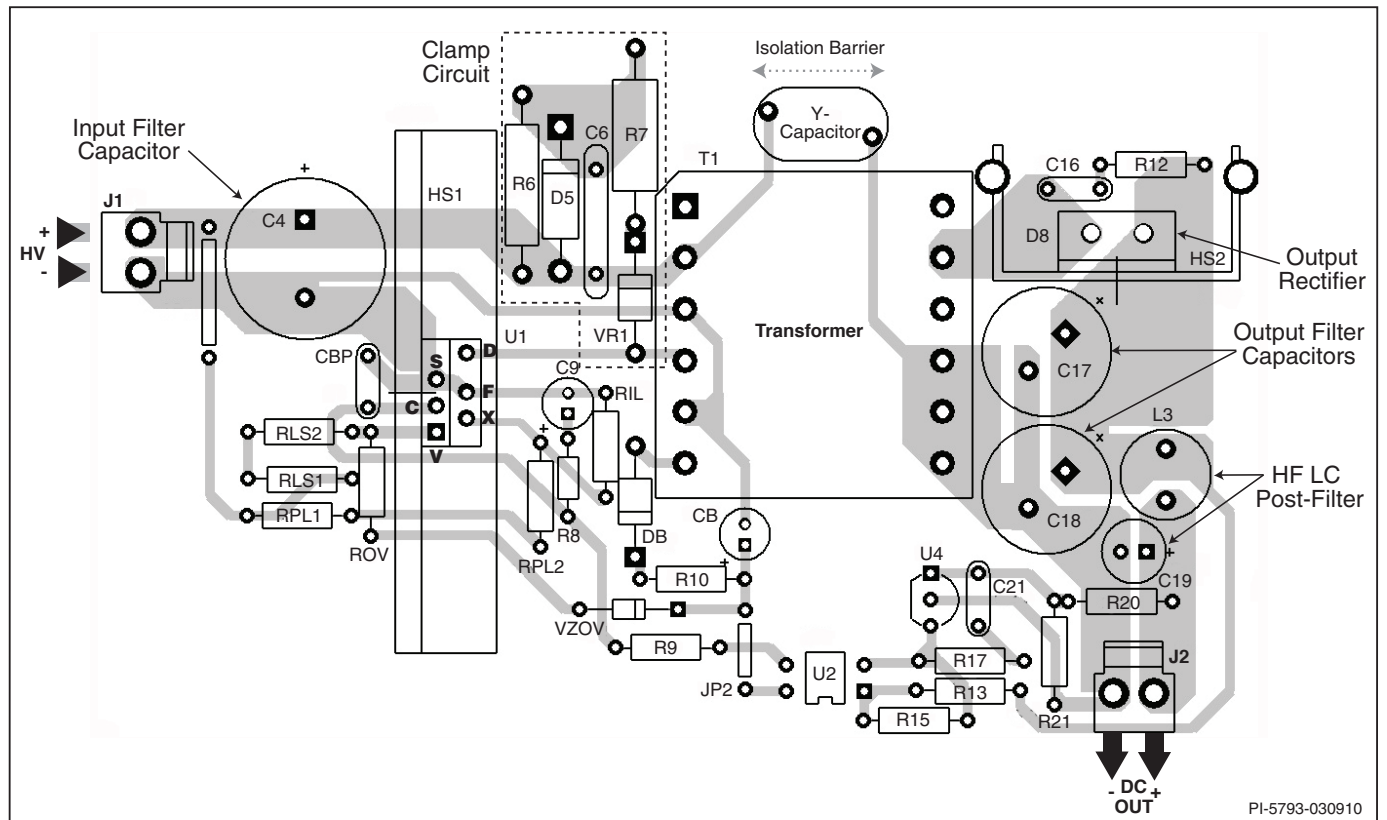 Clamp
Circuit
Isolation Barrier
Y-
Capacitor
Input Filter
Capacitor
+
J1
C4
HS1
R6
D5
C6
R7
T1
C16
R12
+
HV
-
D8
HS2
Output
Rectifier
Transformer
VR1
U1
×
Output Filter
Capacitors
C17
CBP
S
D
F
C
X
V
C9
RIL
RLS2
RLS1
RPL1
ROV
+
RPL2
R8
DB
CB
+
×
L3
C18
HF LC
Post-Filter
+
C19
R10
VZOV
U4
C21
R20
R9
JP2
U2
R17
R13
R15
R21
J2
- DC +
OUT
PI-5793-030910